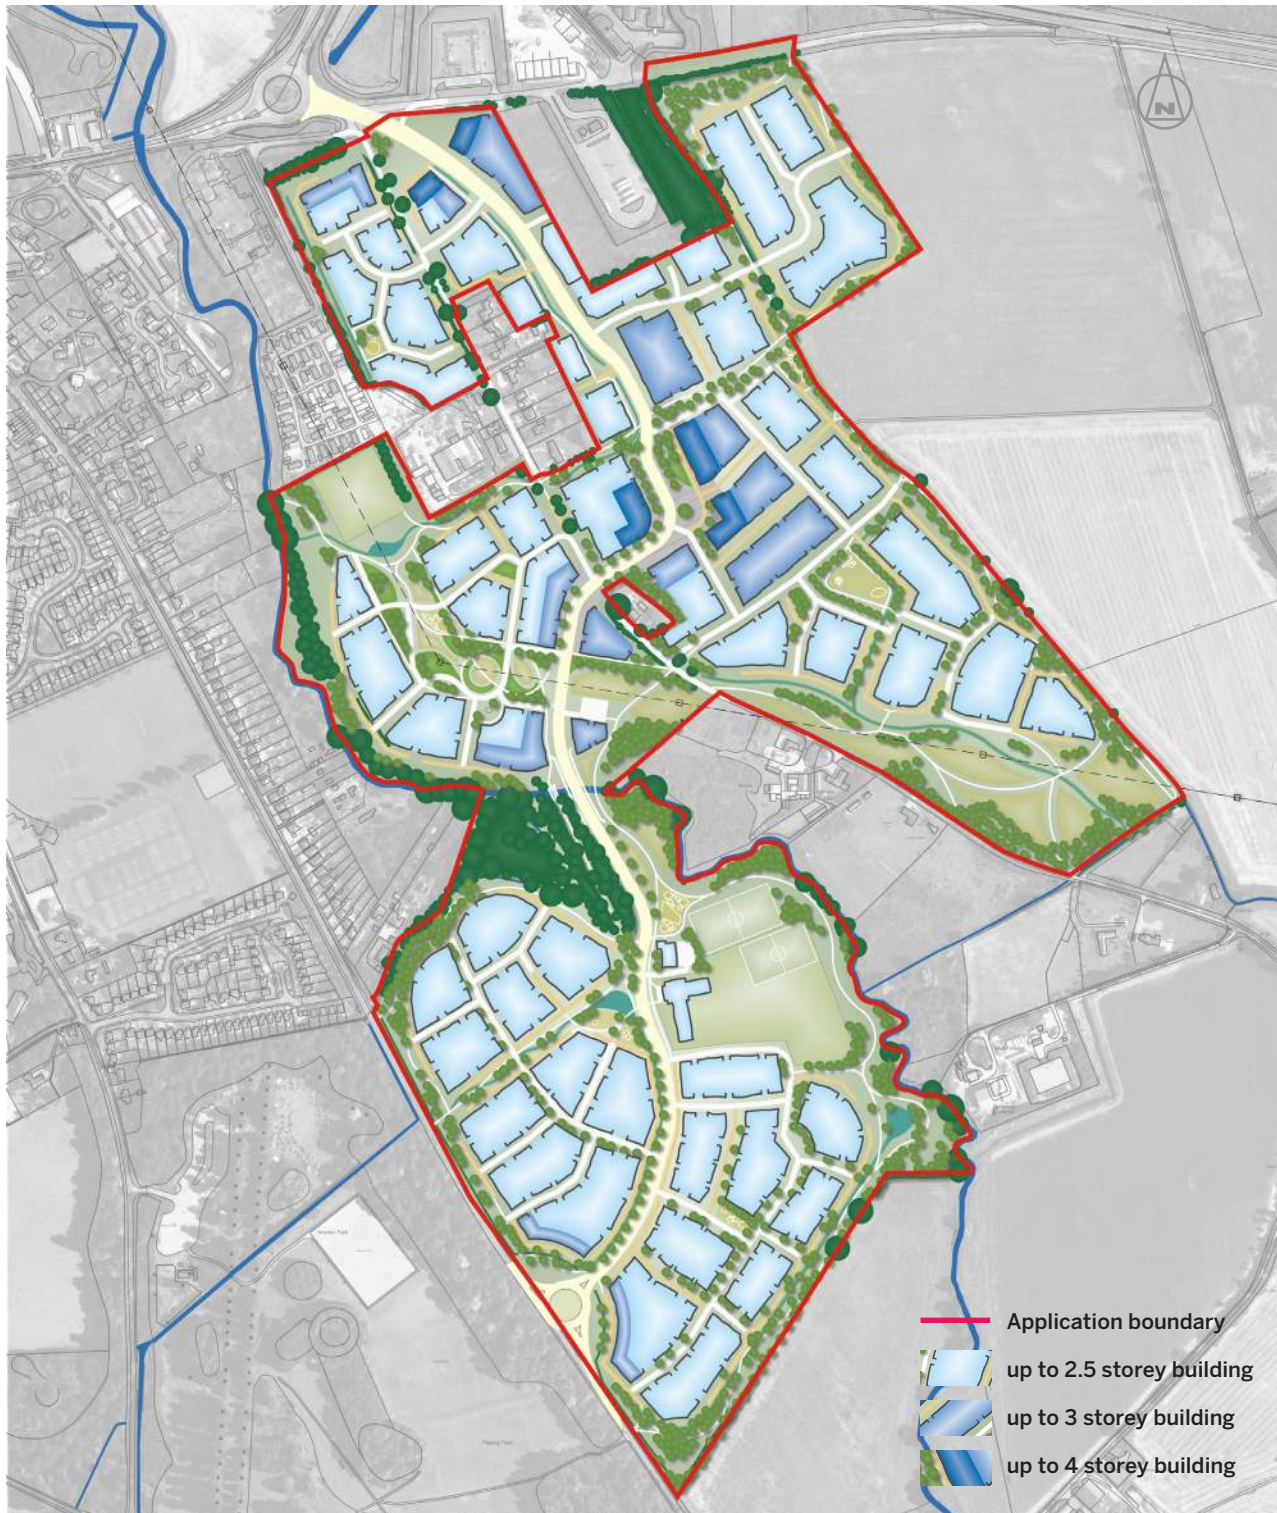 N
Application boundary
up to 2.5 storey building
up to 3 storey building
up to 4 storey building